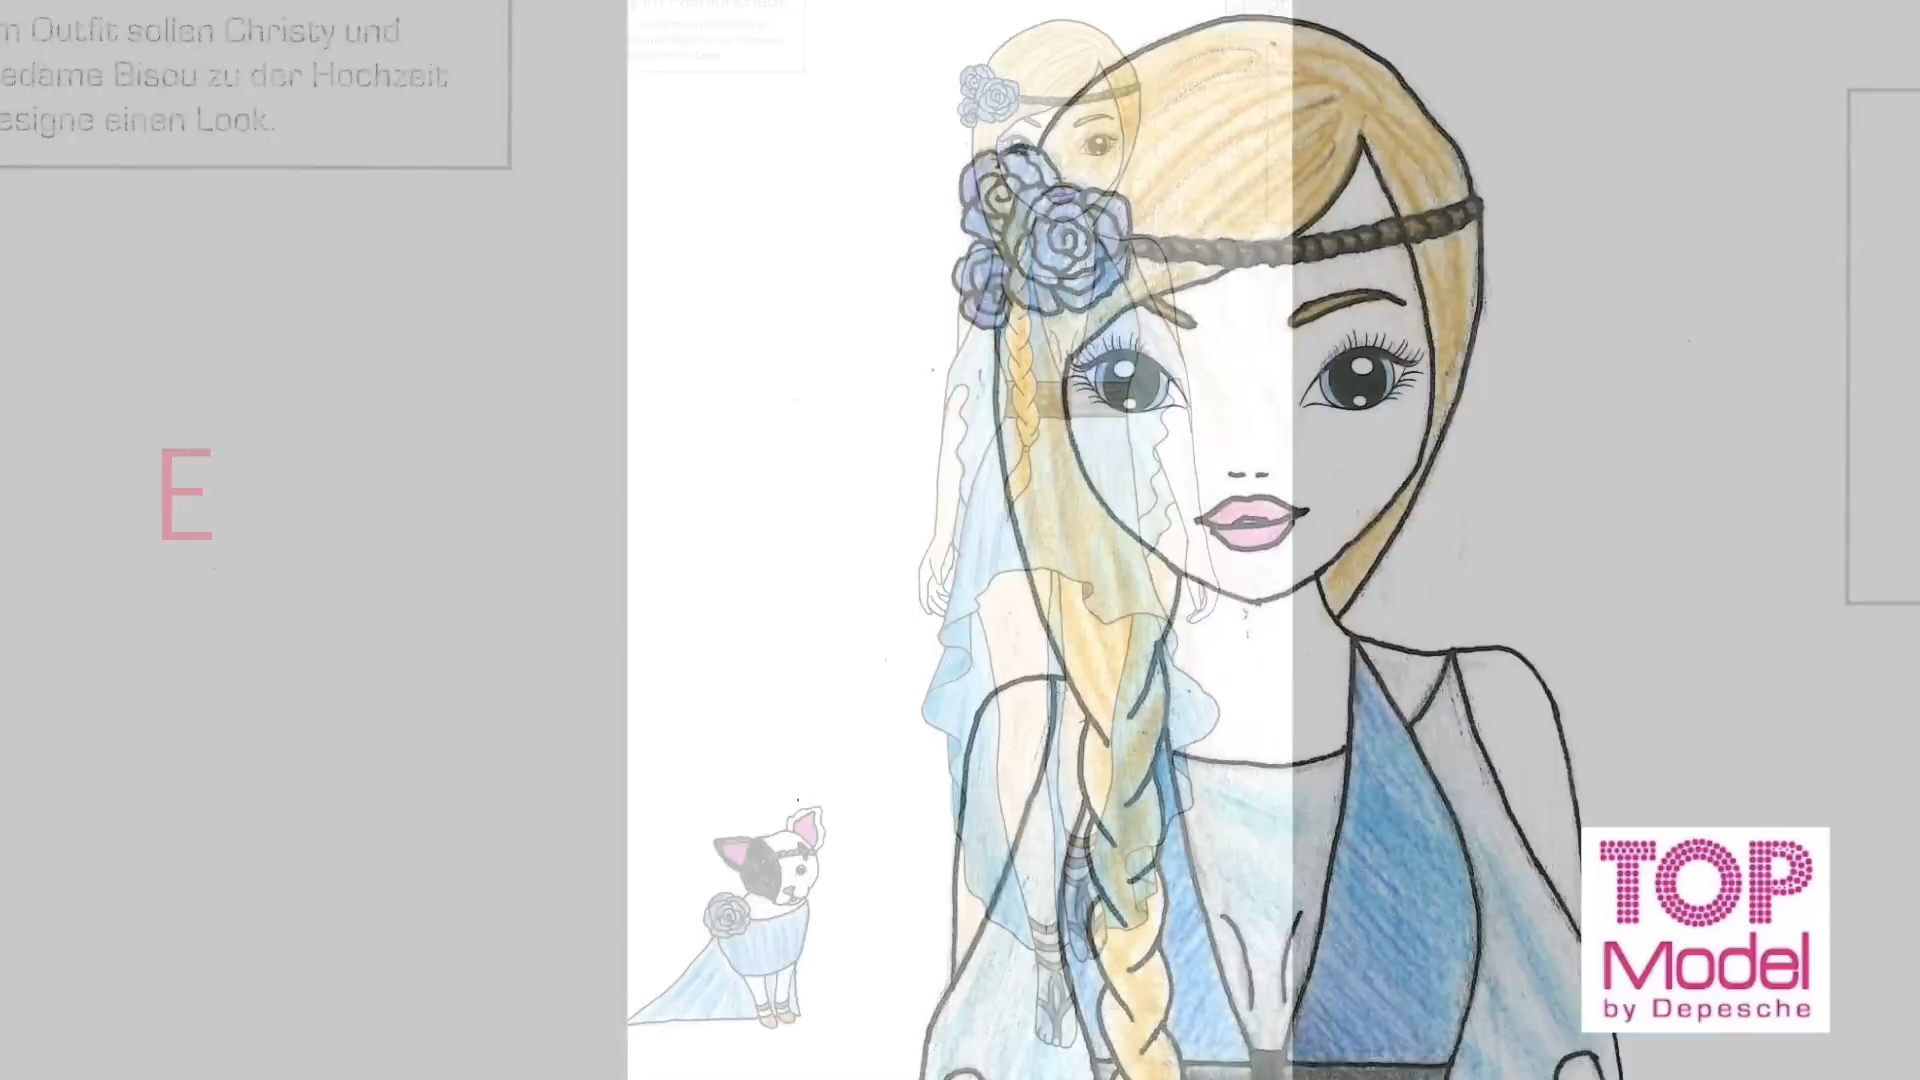 m Outfit sollen Christy und
edame Bisou zu der Hochzeit
esigne einen Look.
E
TOP
Model
by Depesche